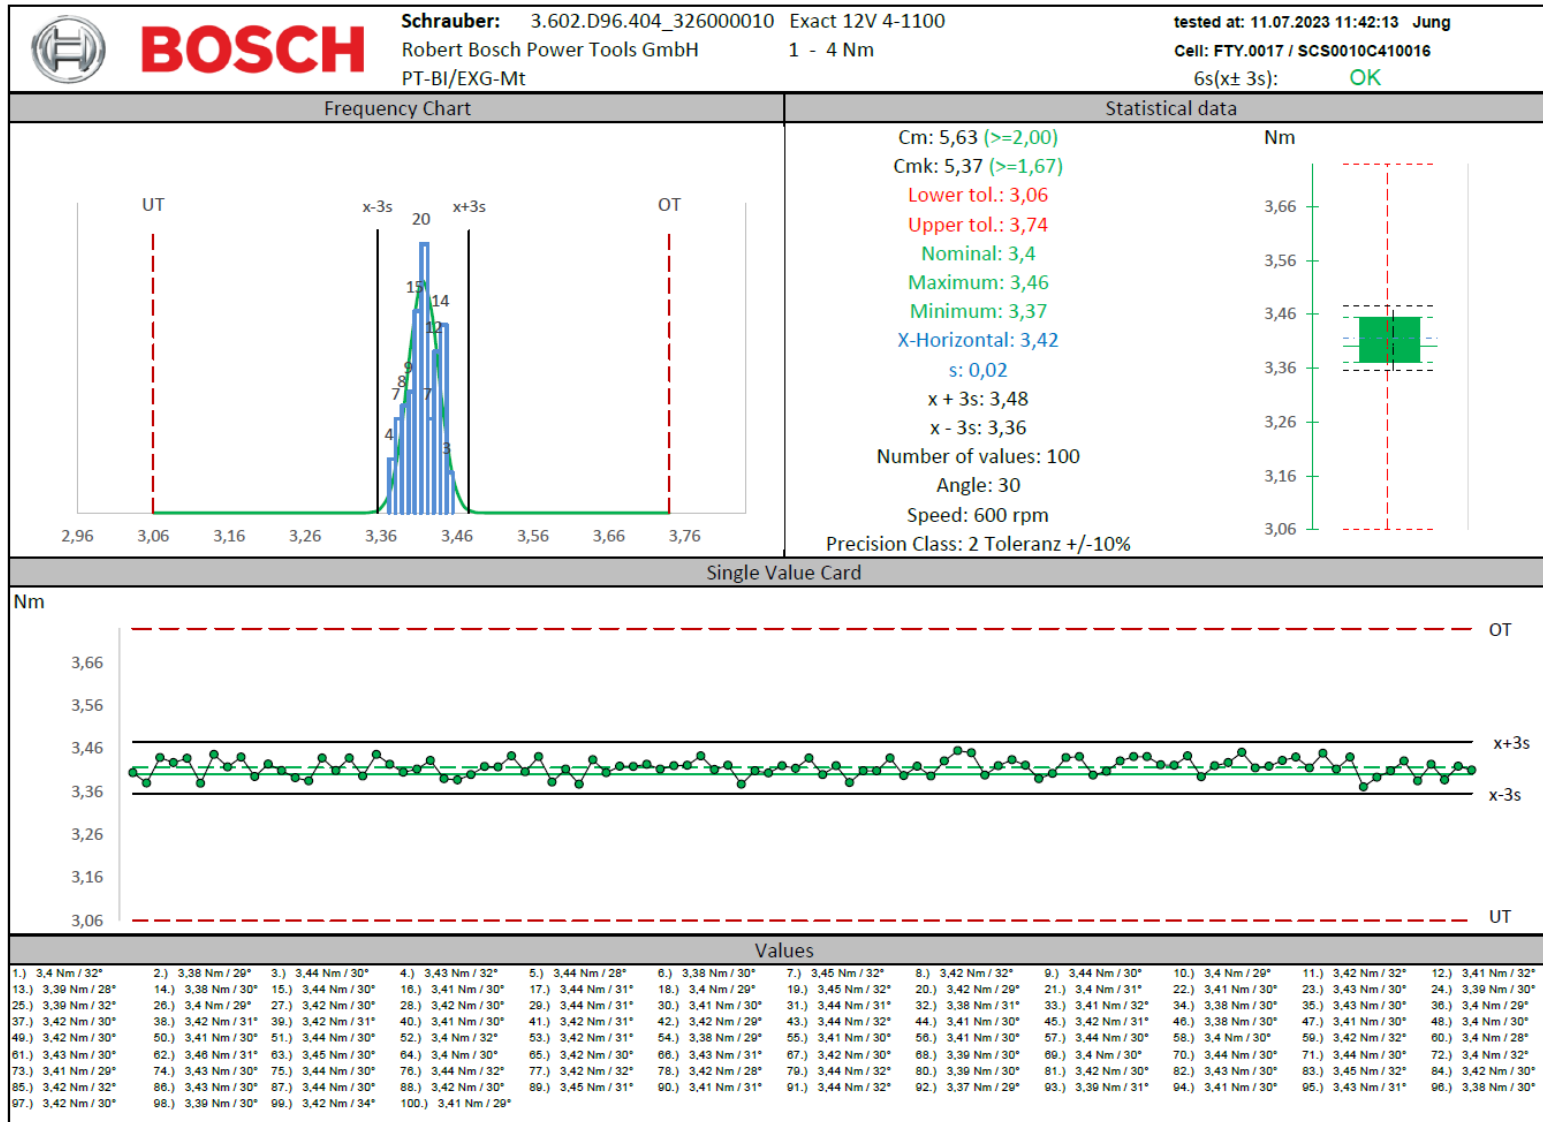 BOSCH
Schrauber: 3.602.D96.404_326000010 Exact 12V 4-1100
Robert Bosch Power Tools GmbH 1 - 4 Nm
PT-BI/EXG-Mt
tested at: 11.07.2023 11:42:13 Jung
Cell: FTY.0017 / SCS0010C410016
6s(x± 3s): OK
Frequency Chart
UT x-3s x+3s OT
20
15 14
12
9
8
7 7
4 3
2,96 3,06 3,16 3,26 3,36 3,46 3,56 3,66 3,76
Statistical data
Cm: 5,63 (>=2,00)
Cmk: 5,37 (>=1,67)
Lower tol.: 3,06
Upper tol.: 3,74
Nominal: 3,4
Maximum: 3,46
Minimum: 3,37
X-Horizontal: 3,42
s: 0,02
x + 3s: 3,48
x - 3s: 3,36
Number of values: 100
Angle: 30
Speed: 600 rpm
Precision Class: 2 Toleranz +/-10%
Nm
3,66
3,56
3,46
3,36
3,26
3,16
3,06
Single Value Card
Nm
OT
3,66
3,56
3,46
x+3s
3,36
x-3s
3,26
3,16
3,06
UT
Values
1.) 3,4 Nm / 32° 2.) 3,38 Nm / 29° 3.) 3,44 Nm / 30° 4.) 3,43 Nm / 32° 5.) 3,44 Nm / 28° 6.) 3,38 Nm / 30° 7.) 3,45 Nm / 32° 8.) 3,42 Nm / 32° 9.) 3,44 Nm / 30° 10.) 3,4 Nm / 29° 11.) 3,42 Nm / 32° 12.) 3,41 Nm / 32°
13.) 3,39 Nm / 28° 14.) 3,38 Nm / 30° 15.) 3,44 Nm / 30° 16.) 3,41 Nm / 30° 17.) 3,44 Nm / 31° 18.) 3,4 Nm / 29° 19.) 3,45 Nm / 32° 20.) 3,42 Nm / 29° 21.) 3,4 Nm / 31° 22.) 3,41 Nm / 30° 23.) 3,43 Nm / 30° 24.) 3,39 Nm / 30°
25.) 3,39 Nm / 32° 26.) 3,4 Nm / 29° 27.) 3,42 Nm / 30° 28.) 3,42 Nm / 30° 29.) 3,44 Nm / 31° 30.) 3,41 Nm / 30° 31.) 3,44 Nm / 31° 32.) 3,38 Nm / 31° 33.) 3,41 Nm / 32° 34.) 3,38 Nm / 30° 35.) 3,43 Nm / 30° 36.) 3,4 Nm / 29°
37.) 3,42 Nm / 30° 38.) 3,42 Nm / 31° 39.) 3,42 Nm / 31° 40.) 3,41 Nm / 30° 41.) 3,42 Nm / 31° 42.) 3,42 Nm / 29° 43.) 3,44 Nm / 32° 44.) 3,41 Nm / 30° 45.) 3,42 Nm / 31° 46.) 3,38 Nm / 30° 47.) 3,41 Nm / 30° 48.) 3,4 Nm / 30°
49.) 3,42 Nm / 30° 50.) 3,41 Nm / 30° 51.) 3,44 Nm / 30° 52.) 3,4 Nm / 32° 53.) 3,42 Nm / 31° 54.) 3,38 Nm / 29° 55.) 3,41 Nm / 30° 56.) 3,41 Nm / 30° 57.) 3,44 Nm / 30° 58.) 3,4 Nm / 30° 59.) 3,42 Nm / 32° 60.) 3,4 Nm / 28°
61.) 3,43 Nm / 30° 62.) 3,46 Nm / 31° 63.) 3,45 Nm / 30° 64.) 3,4 Nm / 30° 65.) 3,42 Nm / 30° 66.) 3,43 Nm / 31° 67.) 3,42 Nm / 30° 68.) 3,39 Nm / 30° 69.) 3,4 Nm / 30° 70.) 3,44 Nm / 30° 71.) 3,44 Nm / 30° 72.) 3,4 Nm / 32°
73.) 3,41 Nm / 29° 74.) 3,43 Nm / 30° 75.) 3,44 Nm / 30° 76.) 3,44 Nm / 32° 77.) 3,42 Nm / 32° 78.) 3,42 Nm / 28° 79.) 3,44 Nm / 32° 80.) 3,39 Nm / 30° 81.) 3,42 Nm / 30° 82.) 3,43 Nm / 30° 83.) 3,45 Nm / 32° 84.) 3,42 Nm / 30°
85.) 3,42 Nm / 32° 86.) 3,43 Nm / 30° 87.) 3,44 Nm / 30° 88.) 3,42 Nm / 30° 89.) 3,45 Nm / 31° 90.) 3,41 Nm / 31° 91.) 3,44 Nm / 32° 92.) 3,37 Nm / 29° 93.) 3,39 Nm / 31° 94.) 3,41 Nm / 30° 95.) 3,43 Nm / 31° 96.) 3,38 Nm / 30°
97.) 3,42 Nm / 30° 98.) 3,39 Nm / 30° 99.) 3,42 Nm / 34° 100.) 3,41 Nm / 29°